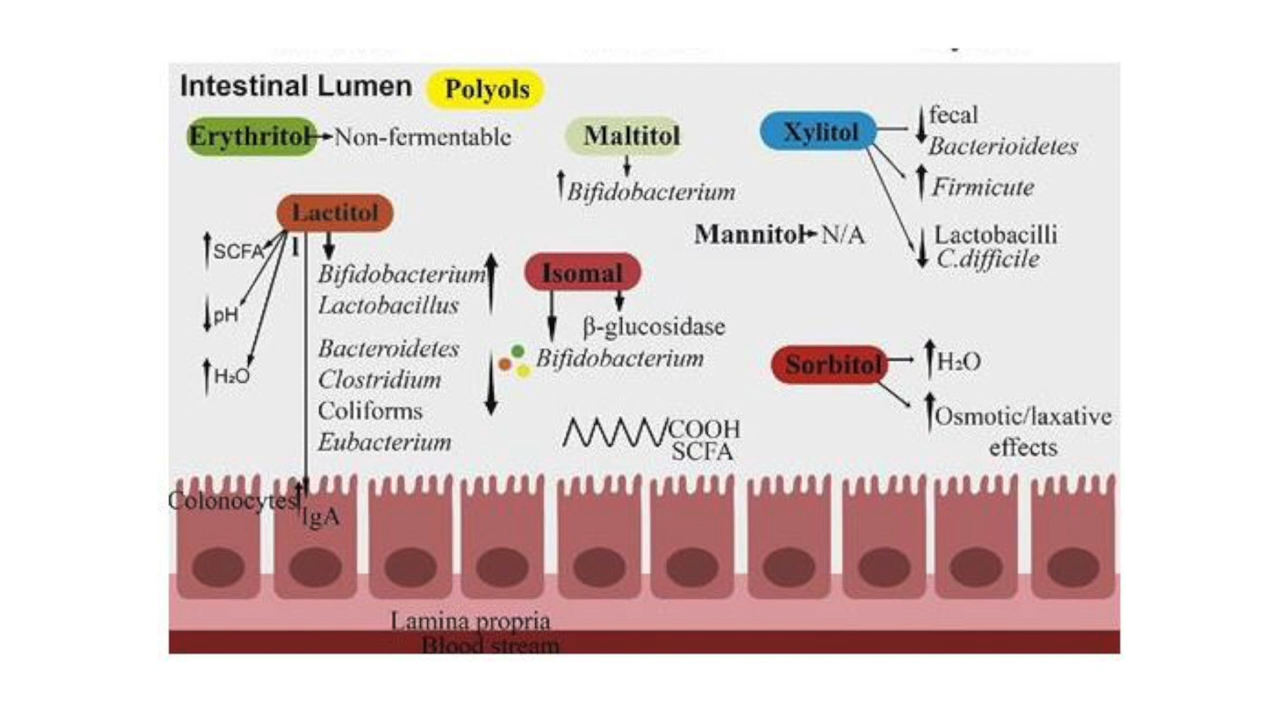 Intestinal Lumen
Polyols
Erythritol
Non-fermentable
Maltitol
Bifidobacterium
Xylitol
fecal
Bacterioidetes
Firmicute
Lactobacilli
C.difficile
Mannitol
N/A
Lactitol
SCFA
pH
H₂O
Bifidobacterium
Lactobacillus
Bacteroidetes
Clostridium
Coliforms
Eubacterium
Isomal
β-glucosidase
Bifidobacterium
Sorbitol
H₂O
Osmotic/laxative
effects
COOH
SCFA
Colonocytes
IgA
Lamina propria
Blood stream